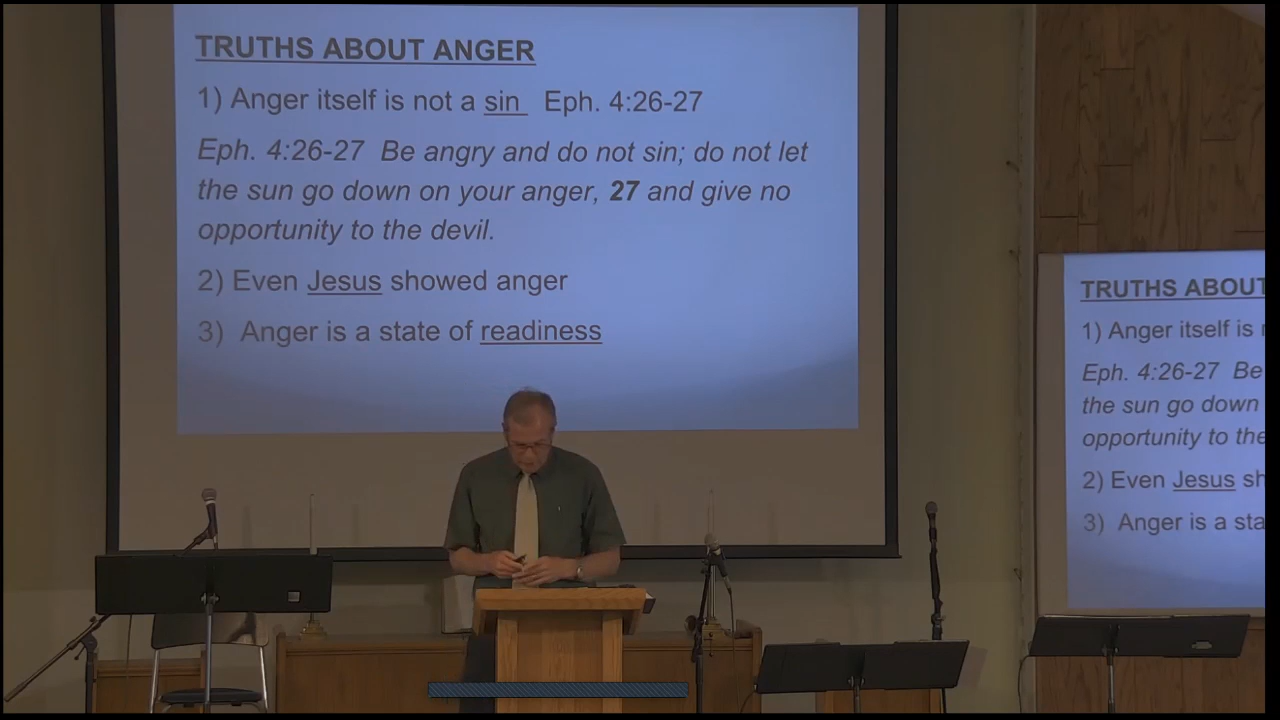 TRUTHS ABOUT ANGER
1) Anger itself is not a sin Eph. 4:26-27
Eph. 4:26-27 Be angry and do not sin; do not let
the sun go down on your anger, 27 and give no
opportunity to the devil.
2) Even Jesus showed anger
3) Anger is a state of readiness
TRUTHS ABOUT
1) Anger itself is
Eph. 4:26-27 Be
the sun go down
opportunity to the
2) Even Jesus sh
3) Anger is a sta